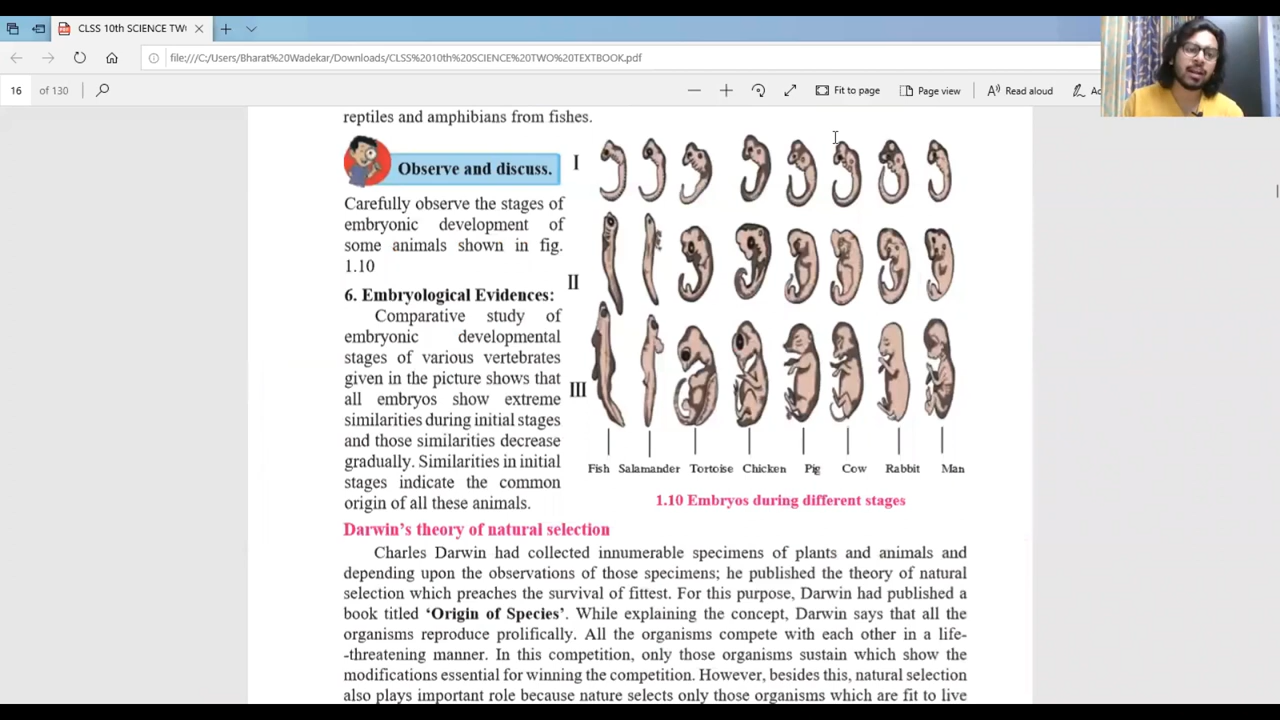 CLSS 10th SCIENCE TWO
file:///C:/Users/Bharat%20Wadekar/Downloads/CLSS%2010th%20SCIENCE%20TWO%20TEXTBOOK.pdf
16 of 130
Fit to page
Page view
Read aloud
reptiles and amphibians from fishes.
Observe and discuss.
Carefully observe the stages of
embryonic development of
some animals shown in fig.
1.10
6. Embryological Evidences:
Comparative study of
embryonic developmental
stages of various vertebrates
given in the picture shows that
all embryos show extreme
similarities during initial stages
and those similarities decrease
gradually. Similarities in initial
stages indicate the common
origin of all these animals.
I
II
III
Fish Salamander Tortoise Chicken Pig Cow Rabbit Man
1.10 Embryos during different stages
Darwin's theory of natural selection
Charles Darwin had collected innumerable specimens of plants and animals and
depending upon the observations of those specimens; he published the theory of natural
selection which preaches the survival of fittest. For this purpose, Darwin had published a
book titled ‘Origin of Species’. While explaining the concept, Darwin says that all the
organisms reproduce prolifically. All the organisms compete with each other in a life-
-threatening manner. In this competition, only those organisms sustain which show the
modifications essential for winning the competition. However, besides this, natural selection
also plays important role because nature selects only those organisms which are fit to live